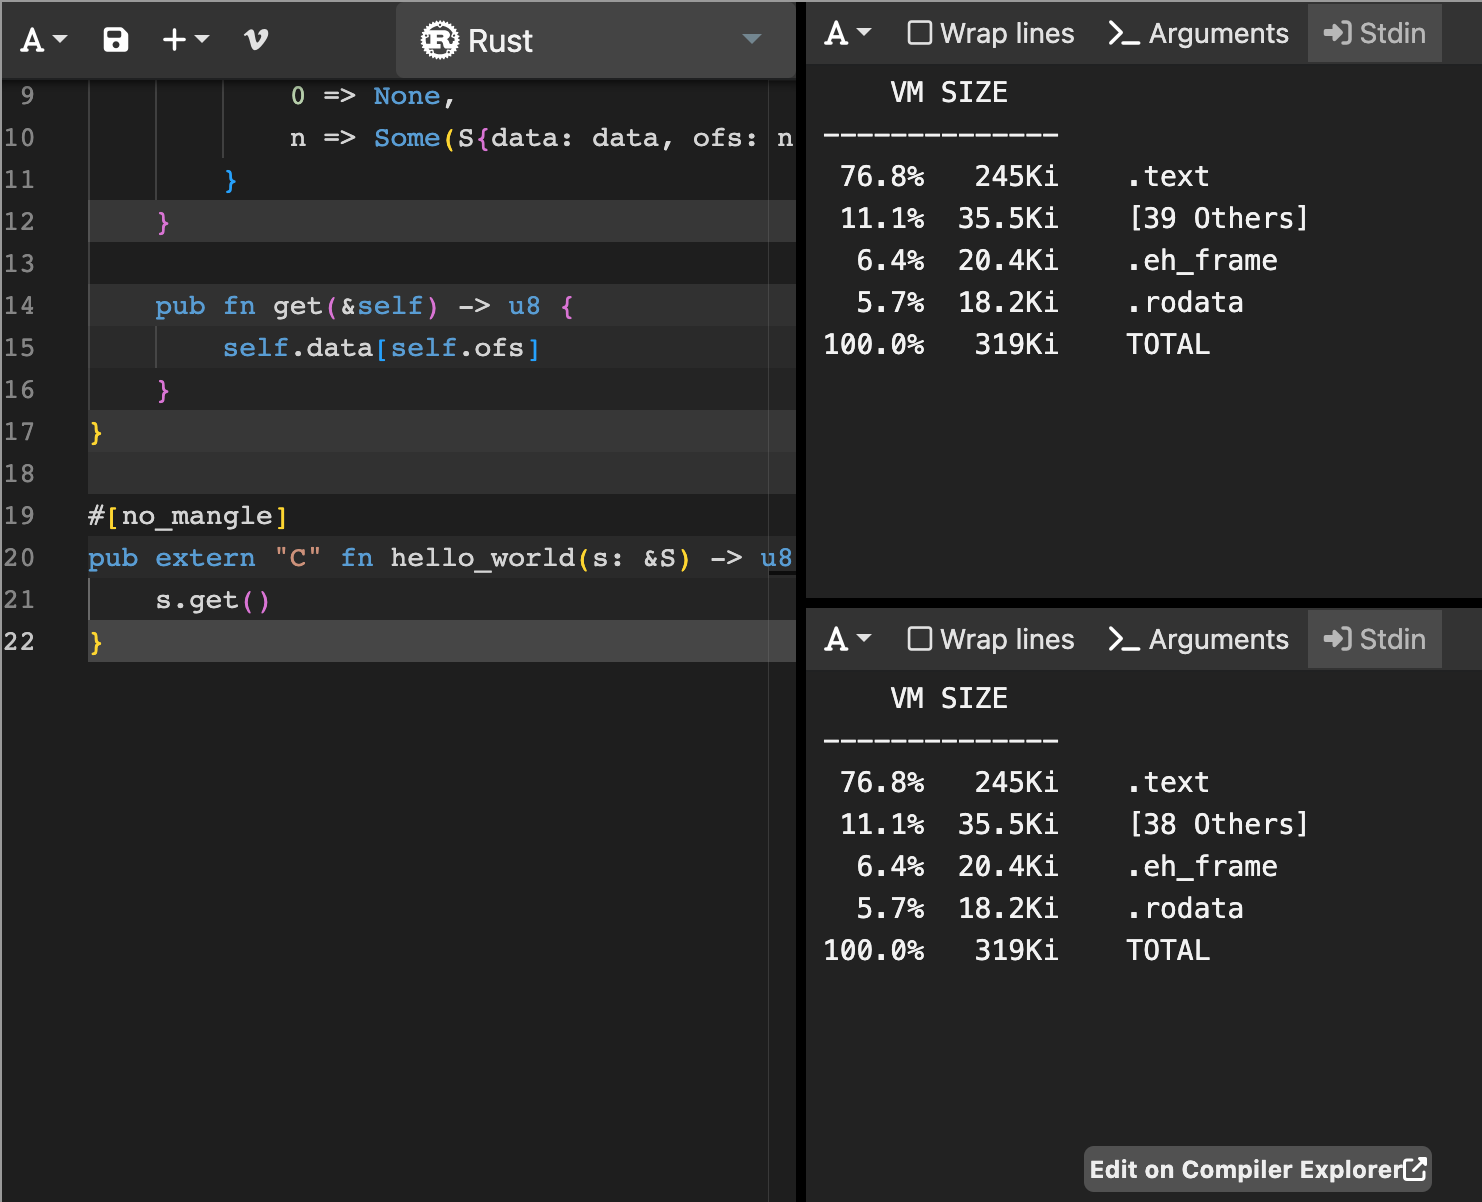 A + v Rust
9 0 => None,
10 n => Some(S{data: data, ofs: n
11 }
12 }
13
14 pub fn get(&self) -> u8 {
15 self.data[self.ofs]
16 }
17 }
18
19 #[no_mangle]
20 pub extern "C" fn hello_world(s: &S) -> u8
21 s.get()
22 }
A Wrap lines >_ Arguments Stdin
VM SIZE
--------------
76.8% 245Ki .text
11.1% 35.5Ki [39 Others]
6.4% 20.4Ki .eh_frame
5.7% 18.2Ki .rodata
100.0% 319Ki TOTAL
A Wrap lines >_ Arguments Stdin
VM SIZE
--------------
76.8% 245Ki .text
11.1% 35.5Ki [38 Others]
6.4% 20.4Ki .eh_frame
5.7% 18.2Ki .rodata
100.0% 319Ki TOTAL
Edit on Compiler Explorer